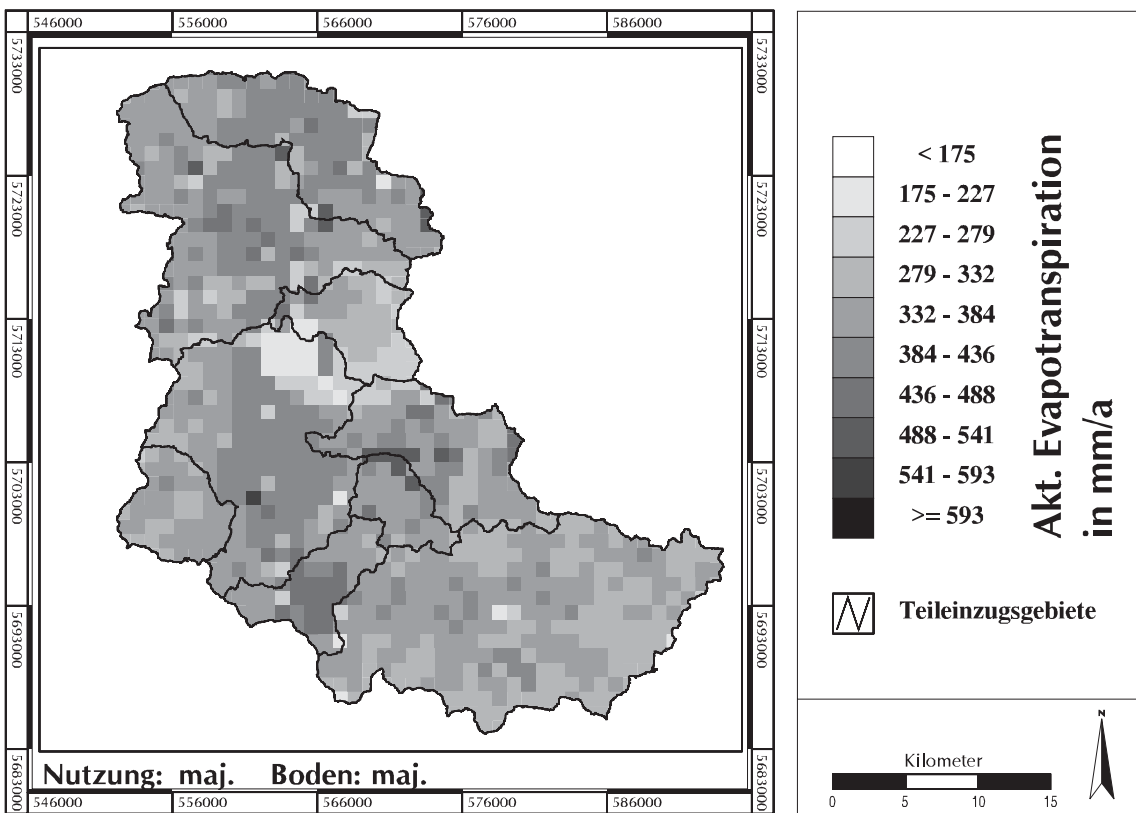 546000 556000 566000 576000 586000
5733000 5733000
5723000 5723000
5713000 5713000
5703000 5703000
5693000 5693000
5683000 5683000
Nutzung: maj. Boden: maj.
546000 556000 566000 576000 586000
< 175
175 - 227
227 - 279
279 - 332
332 - 384
384 - 436
436 - 488
488 - 541
541 - 593
>= 593
Akt. Evapotranspiration
in mm/a
Teileinzugsgebiete
N
Kilometer
0 5 10 15